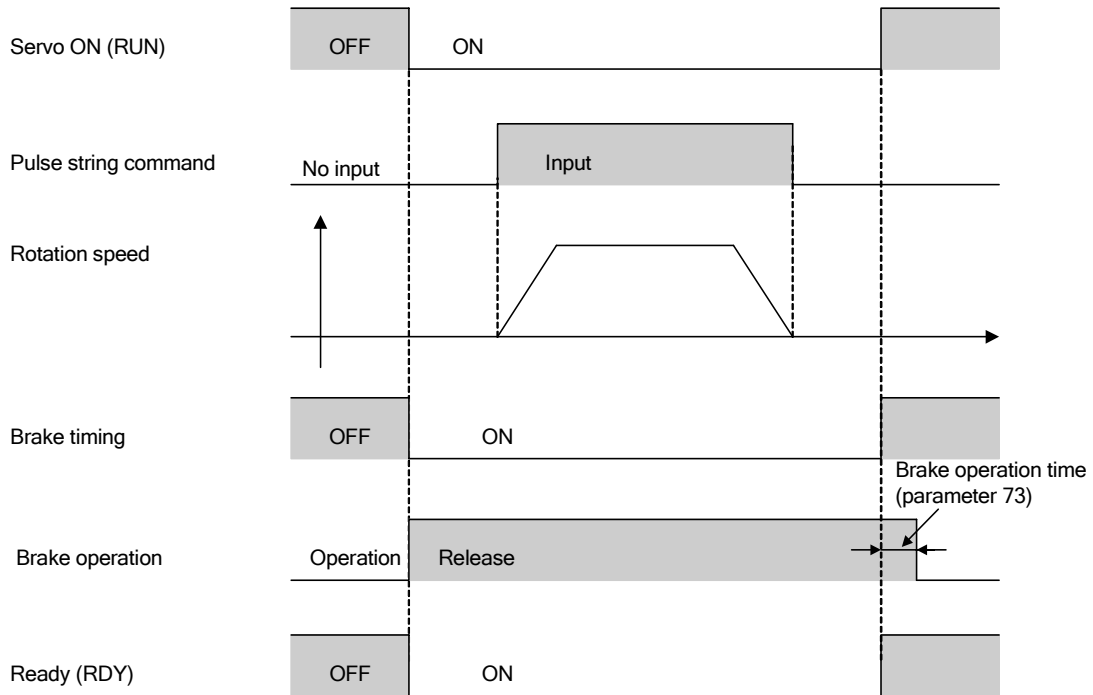 Servo ON (RUN)
OFF
ON
Pulse string command
No input
Input
Rotation speed
Brake timing
OFF
ON
Brake operation time
(parameter 73)
Brake operation
Operation
Release
Ready (RDY)
OFF
ON